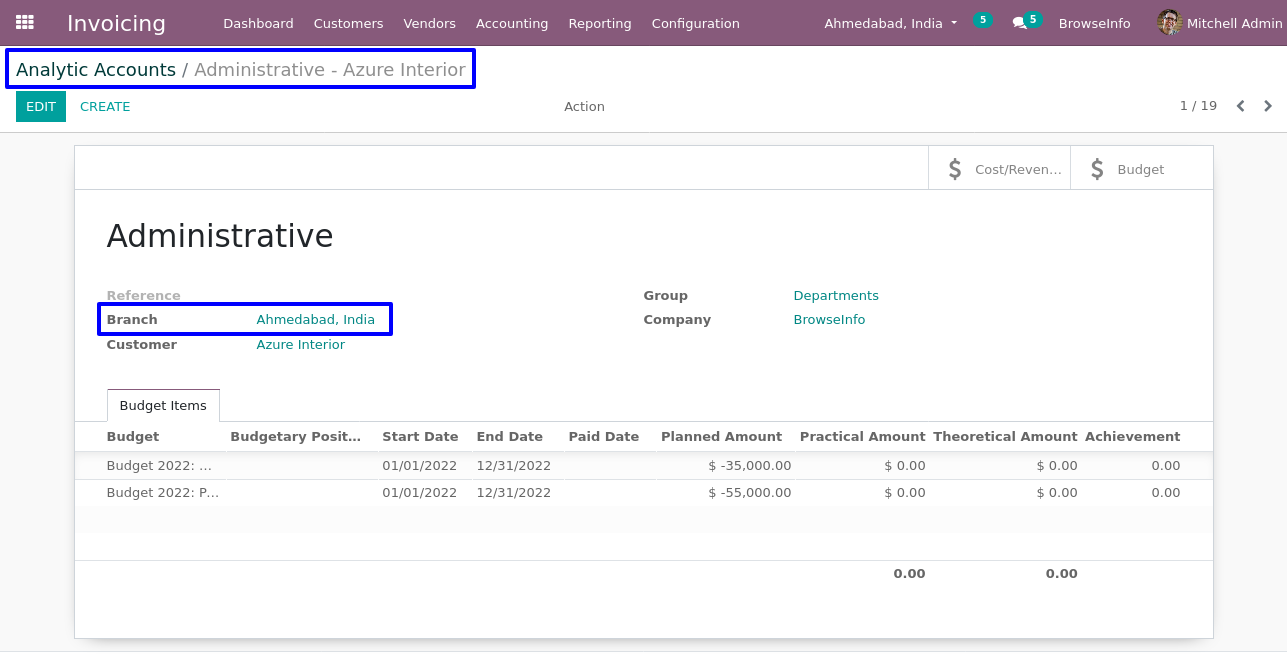 Invoicing Dashboard Customers Vendors Accounting Reporting Configuration Ahmedabad, India 5 5 BrowseInfo Mitchell Admin
Analytic Accounts / Administrative - Azure Interior
EDIT CREATE Action 1 / 19
$ Cost/Reven... $ Budget
Administrative
Reference Group Departments
Branch Ahmedabad, India Company BrowseInfo
Customer Azure Interior
Budget Items
Budget Budgetary Posit... Start Date End Date Paid Date Planned Amount Practical Amount Theoretical Amount Achievement
Budget 2022: ... 01/01/2022 12/31/2022 $ -35,000.00 $ 0.00 $ 0.00 0.00
Budget 2022: P... 01/01/2022 12/31/2022 $ -55,000.00 $ 0.00 $ 0.00 0.00
0.00 0.00